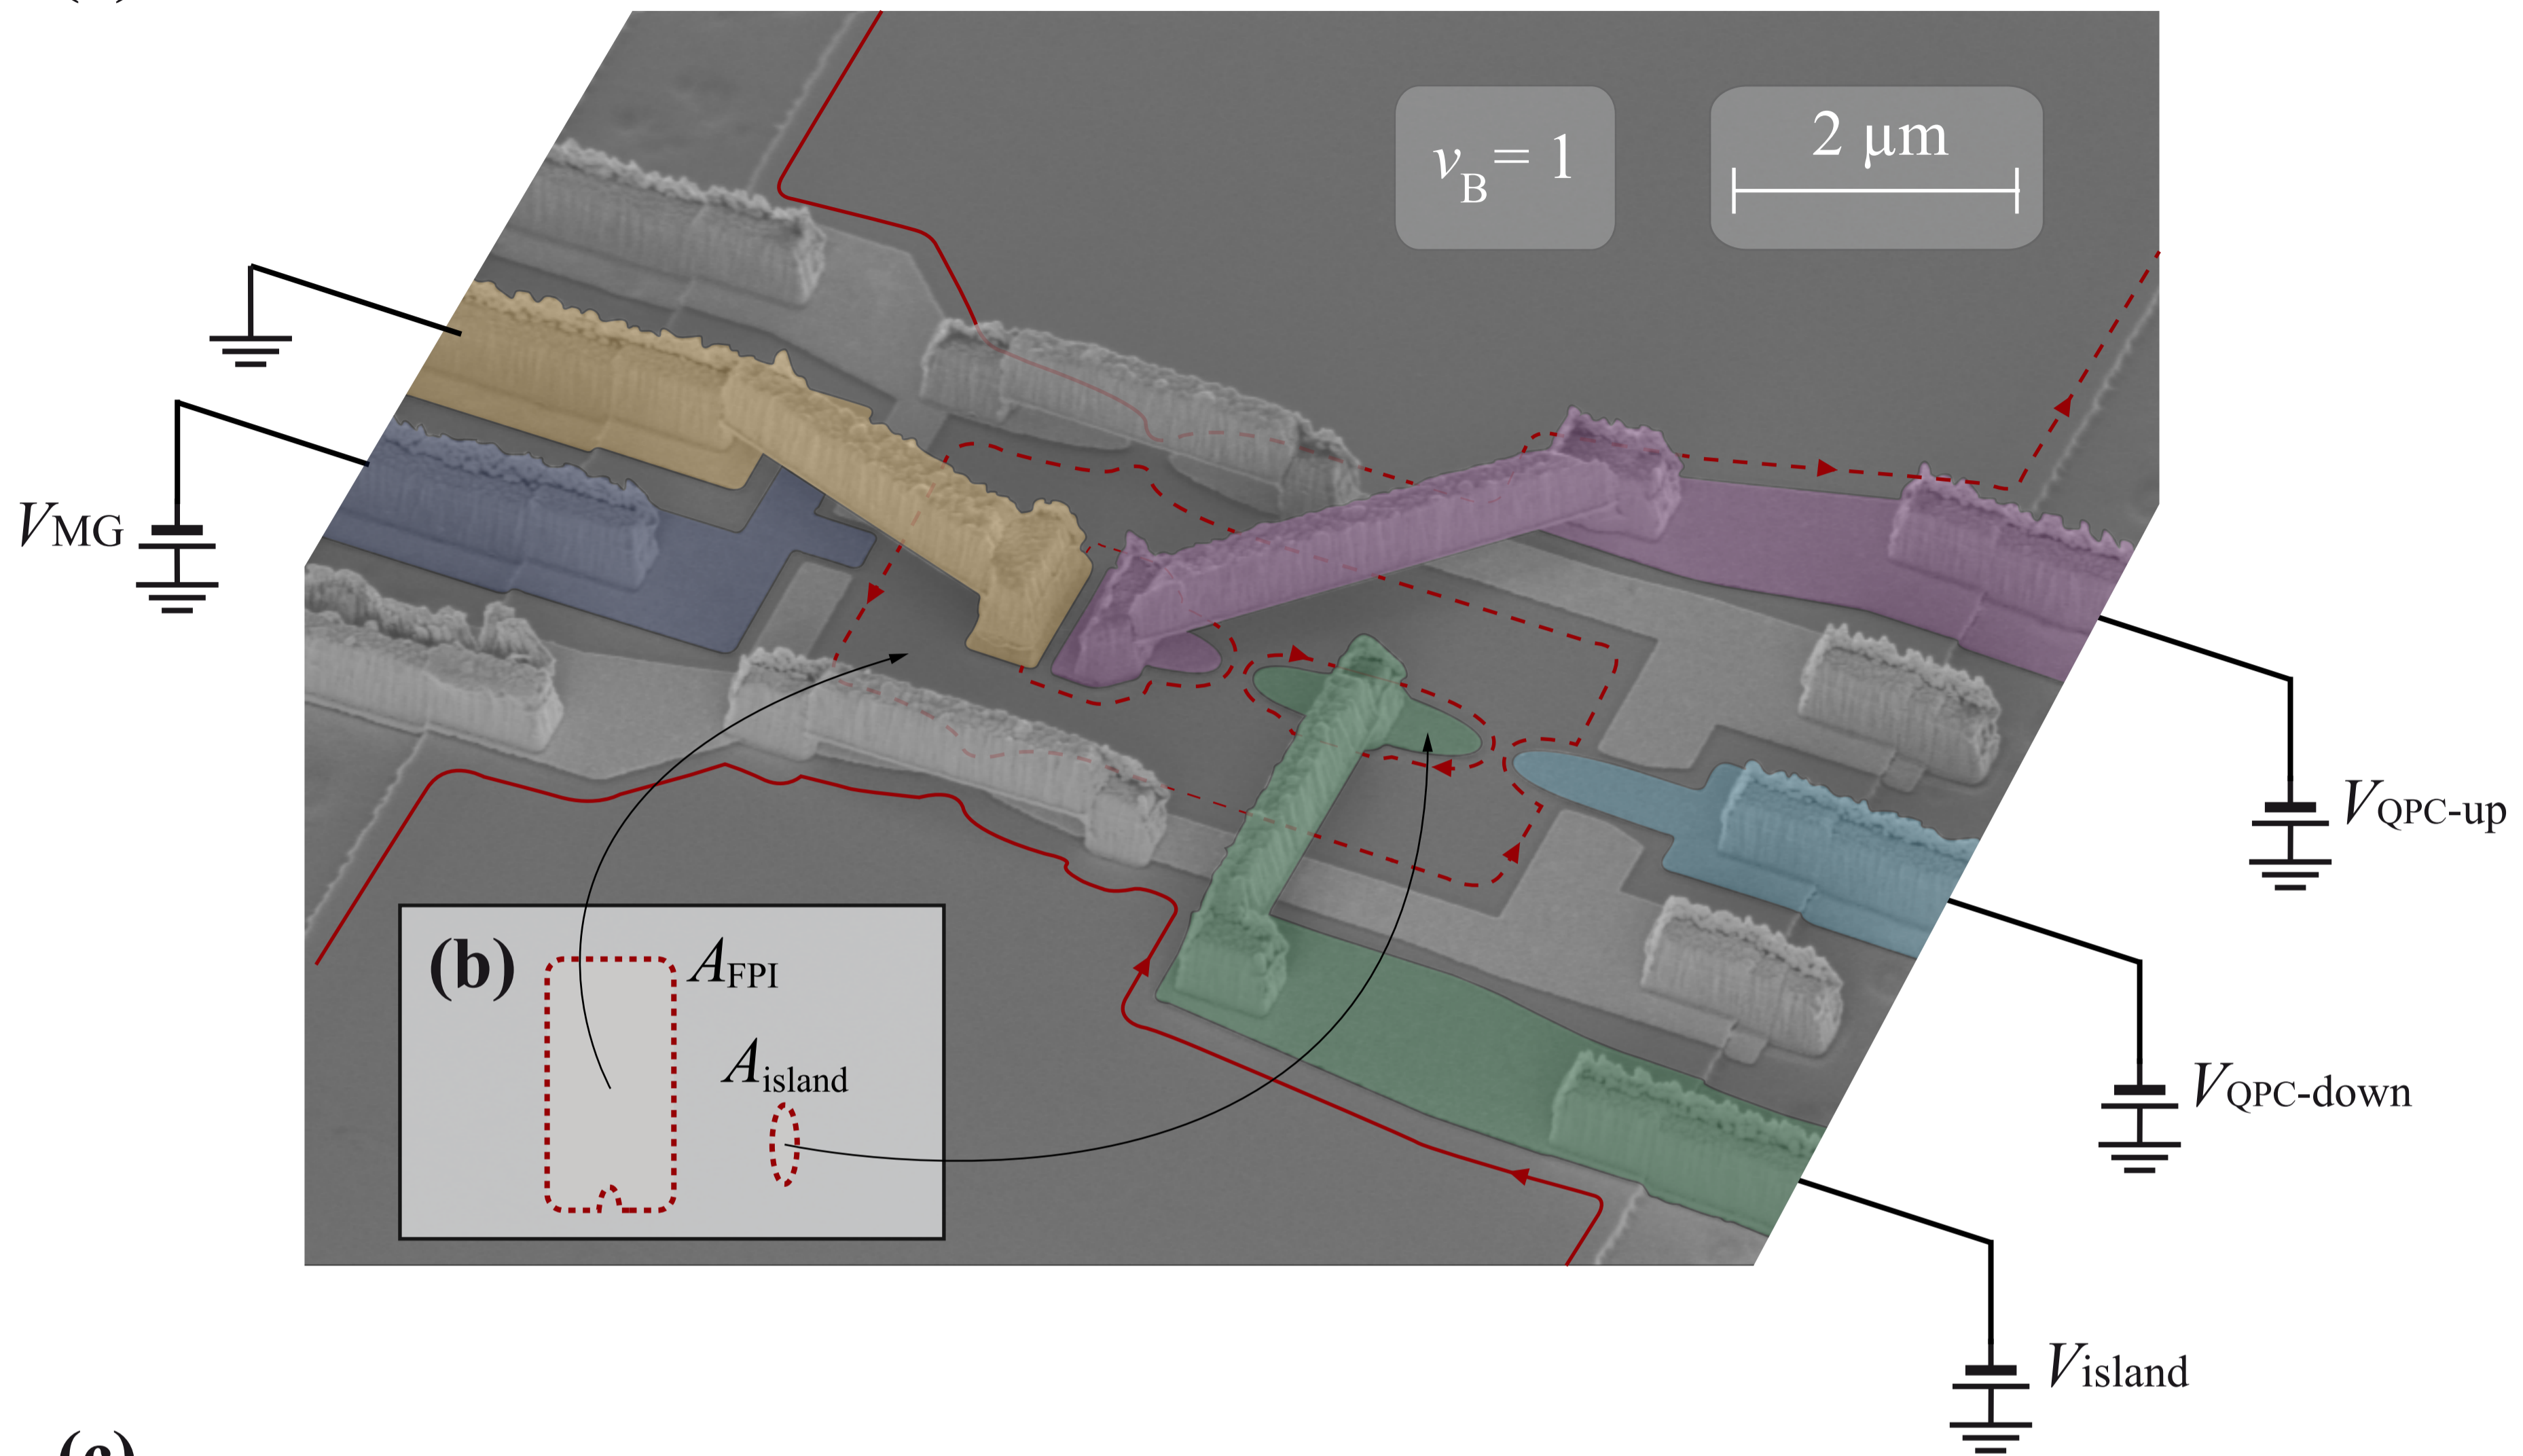 ν_B = 1
2 μm
V_MG
V_QPC-up
V_QPC-down
V_island
(b)
A_FPI
A_island